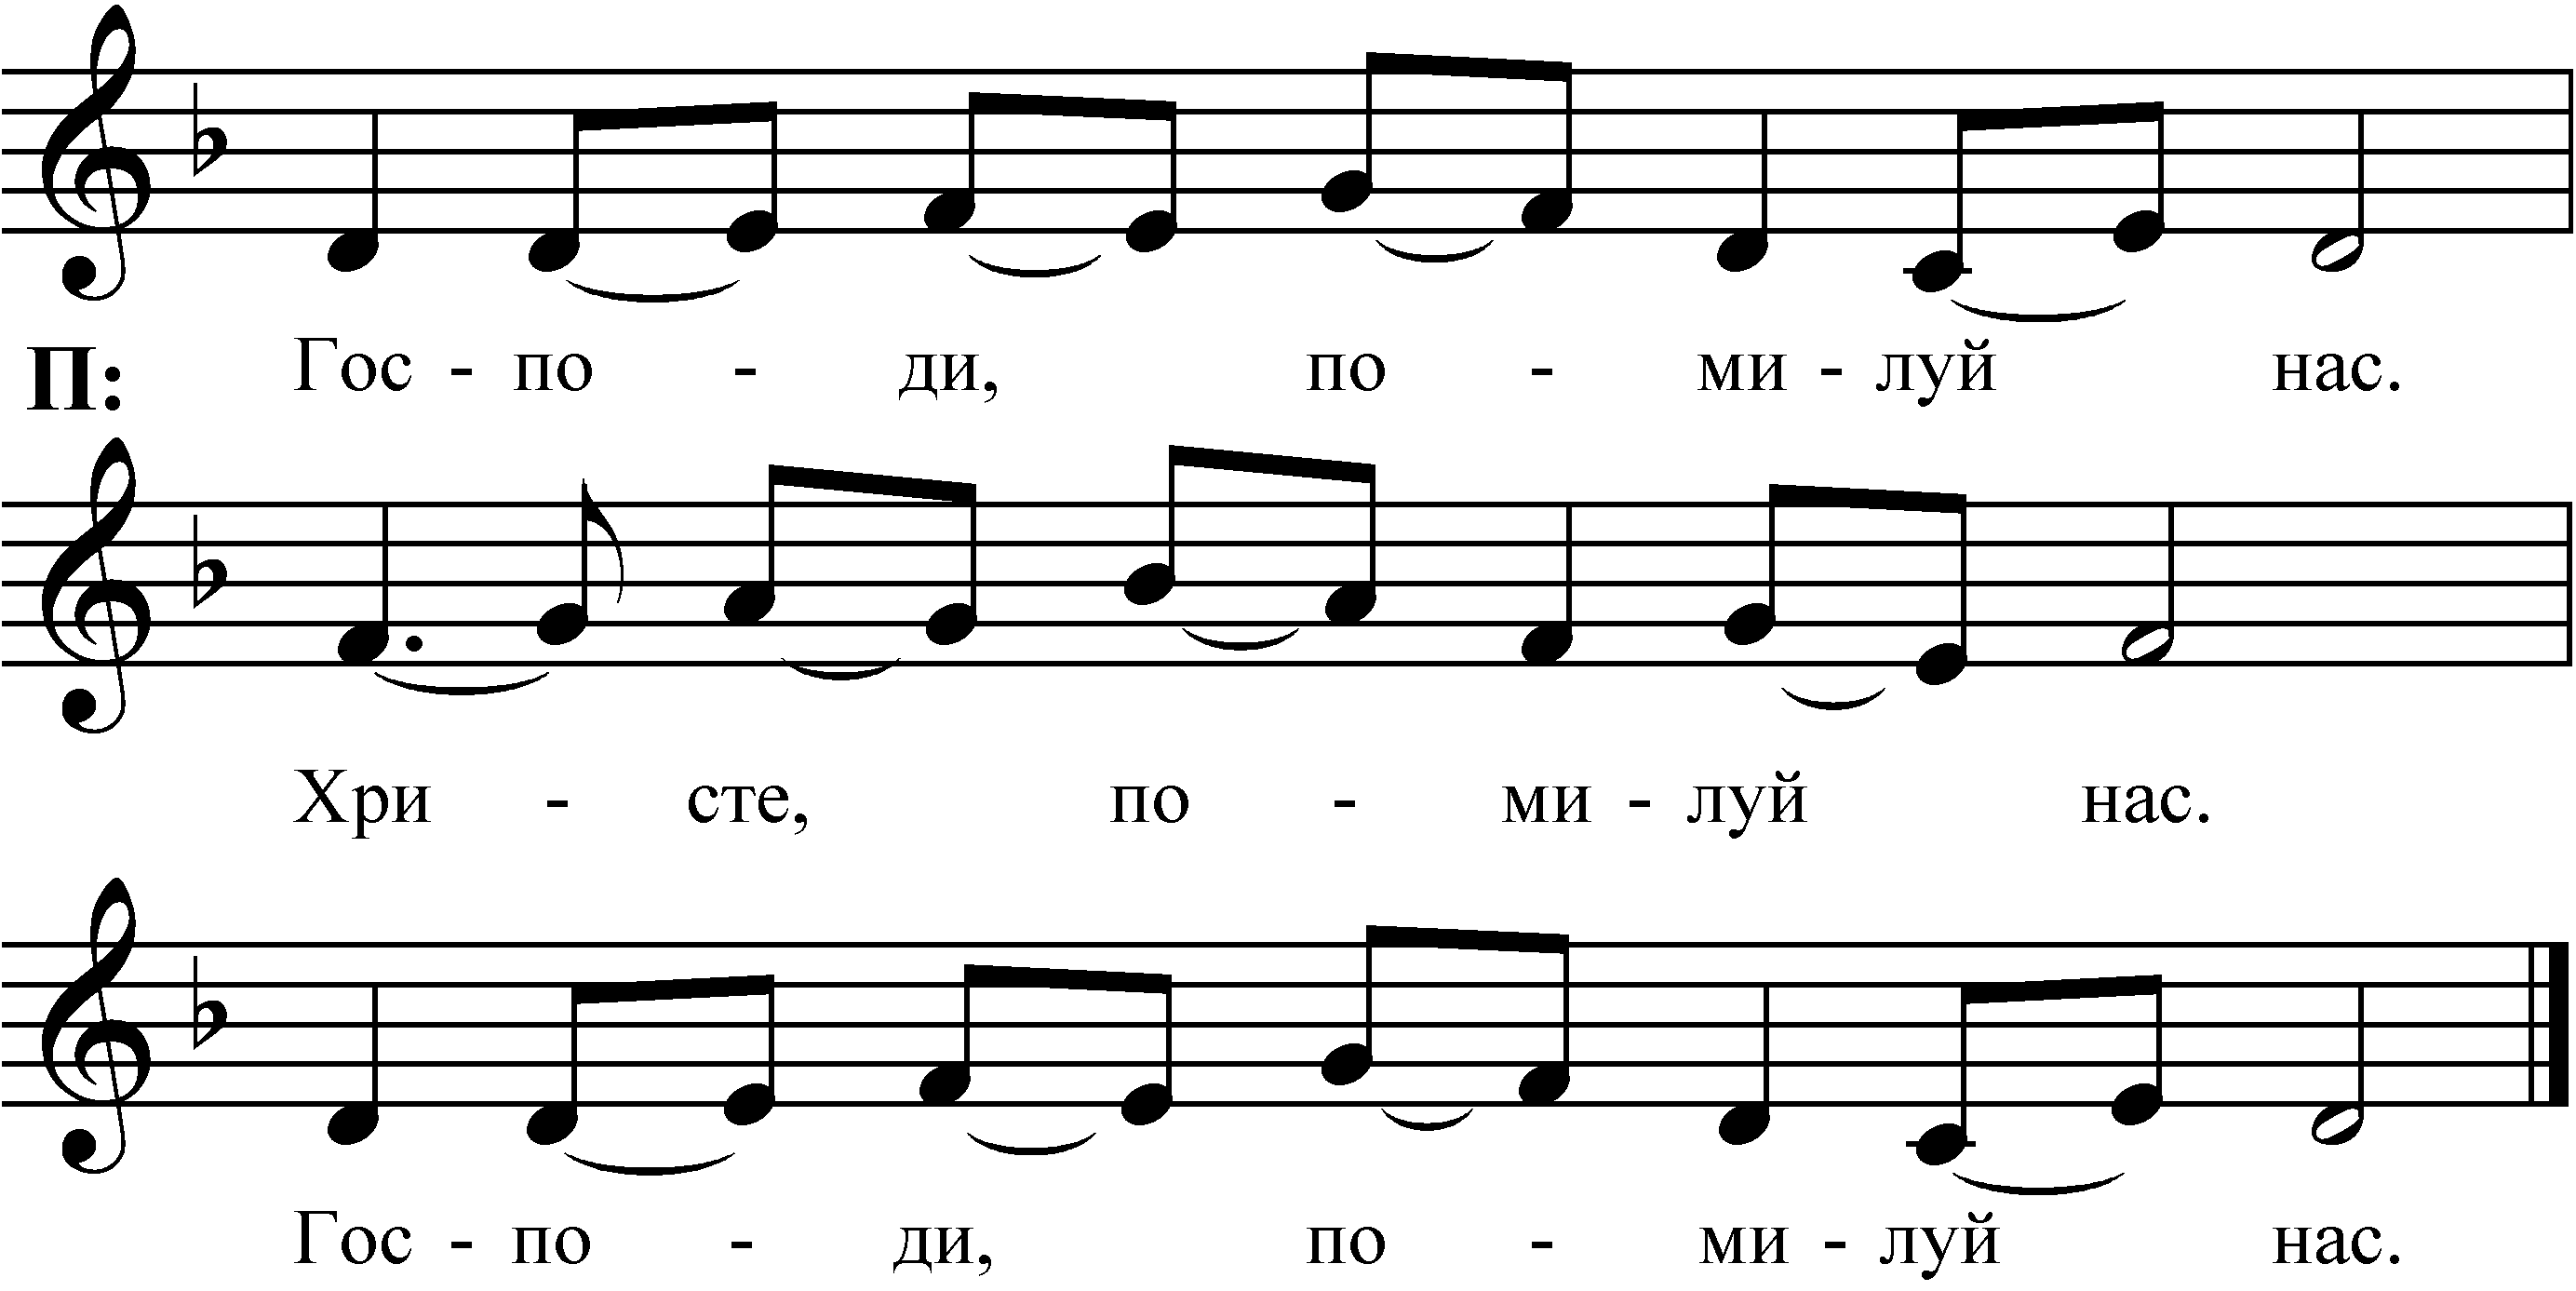 П: Гос - по - ди, по - ми - луй нас.
Хри - сте, по - ми - луй нас.
Гос - по - ди, по - ми - луй нас.